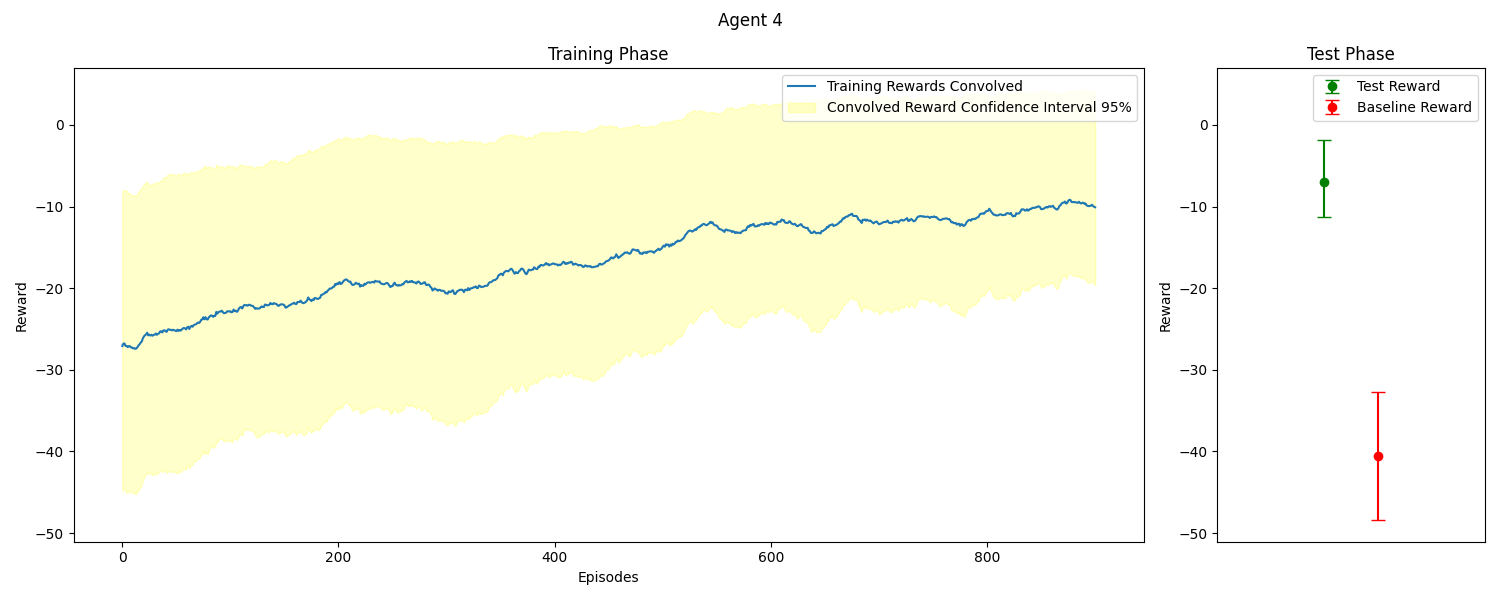 Agent 4
Training Phase
Training Rewards Convolved
Convolved Reward Confidence Interval 95%
Reward
0
−10
−20
−30
−40
−50
0
200
400
600
800
Episodes
Test Phase
Test Reward
Baseline Reward
Reward
0
−10
−20
−30
−40
−50